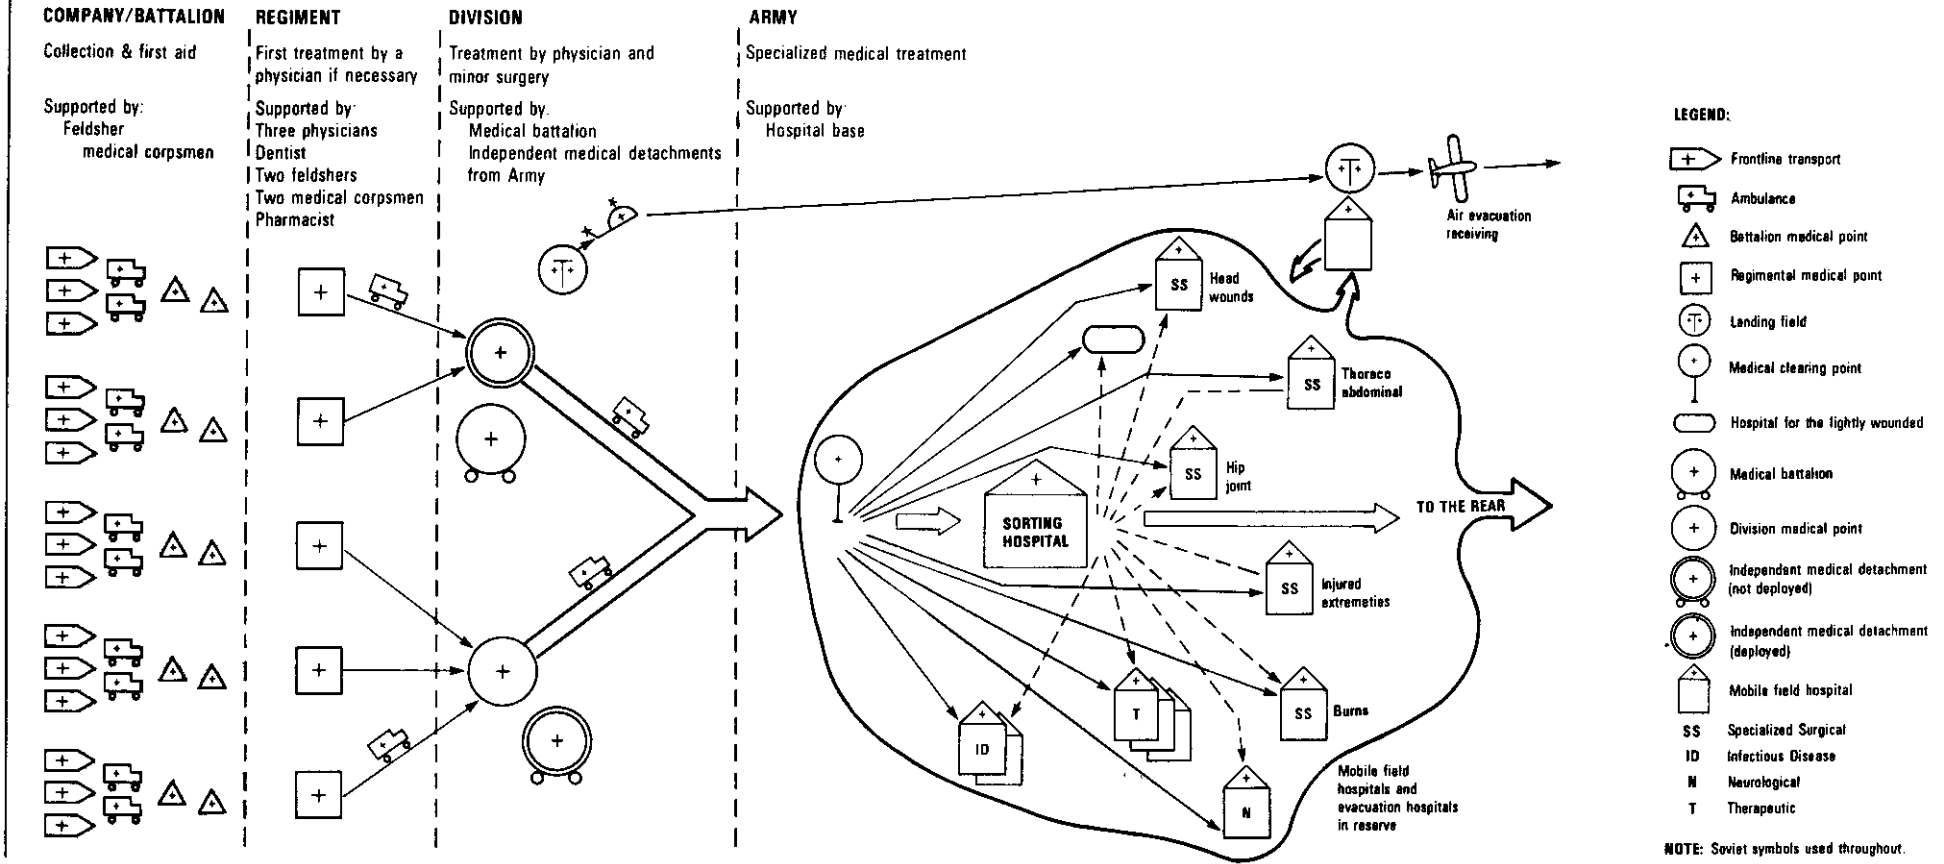 COMPANY/BATTALION
Collection & first aid
Supported by:
Feldsher
medical corpsmen
REGIMENT
First treatment by a
physician if necessary
Supported by:
Three physicians
Dentist
Two feldshers
Two medical corpsmen
Pharmacist
DIVISION
Treatment by physician and
minor surgery
Supported by.
Medical battalion
Independent medical detachments
from Army
ARMY
Specialized medical treatment
Supported by:
Hospital base
Air evacuation
receiving
SS
Head
wounds
SS
Thoraco
abdominal
SS
Hip
joint
SORTING
HOSPITAL
TO THE REAR
SS
Injured
extremeties
SS
Burns
T
ID
N
Mobile field
hospitals and
evacuation hospitals
in reserve
LEGEND:
Frontline transport
Ambulance
Battalion medical point
Regimental medical point
Landing field
Medical clearing point
Hospital for the lightly wounded
Medical battalion
Division medical point
Independent medical detachment
(not deployed)
Independent medical detachment
(deployed)
Mobile field hospital
SS Specialized Surgical
ID Infectious Disease
N Neurological
T Therapeutic
NOTE: Soviet symbols used throughout.